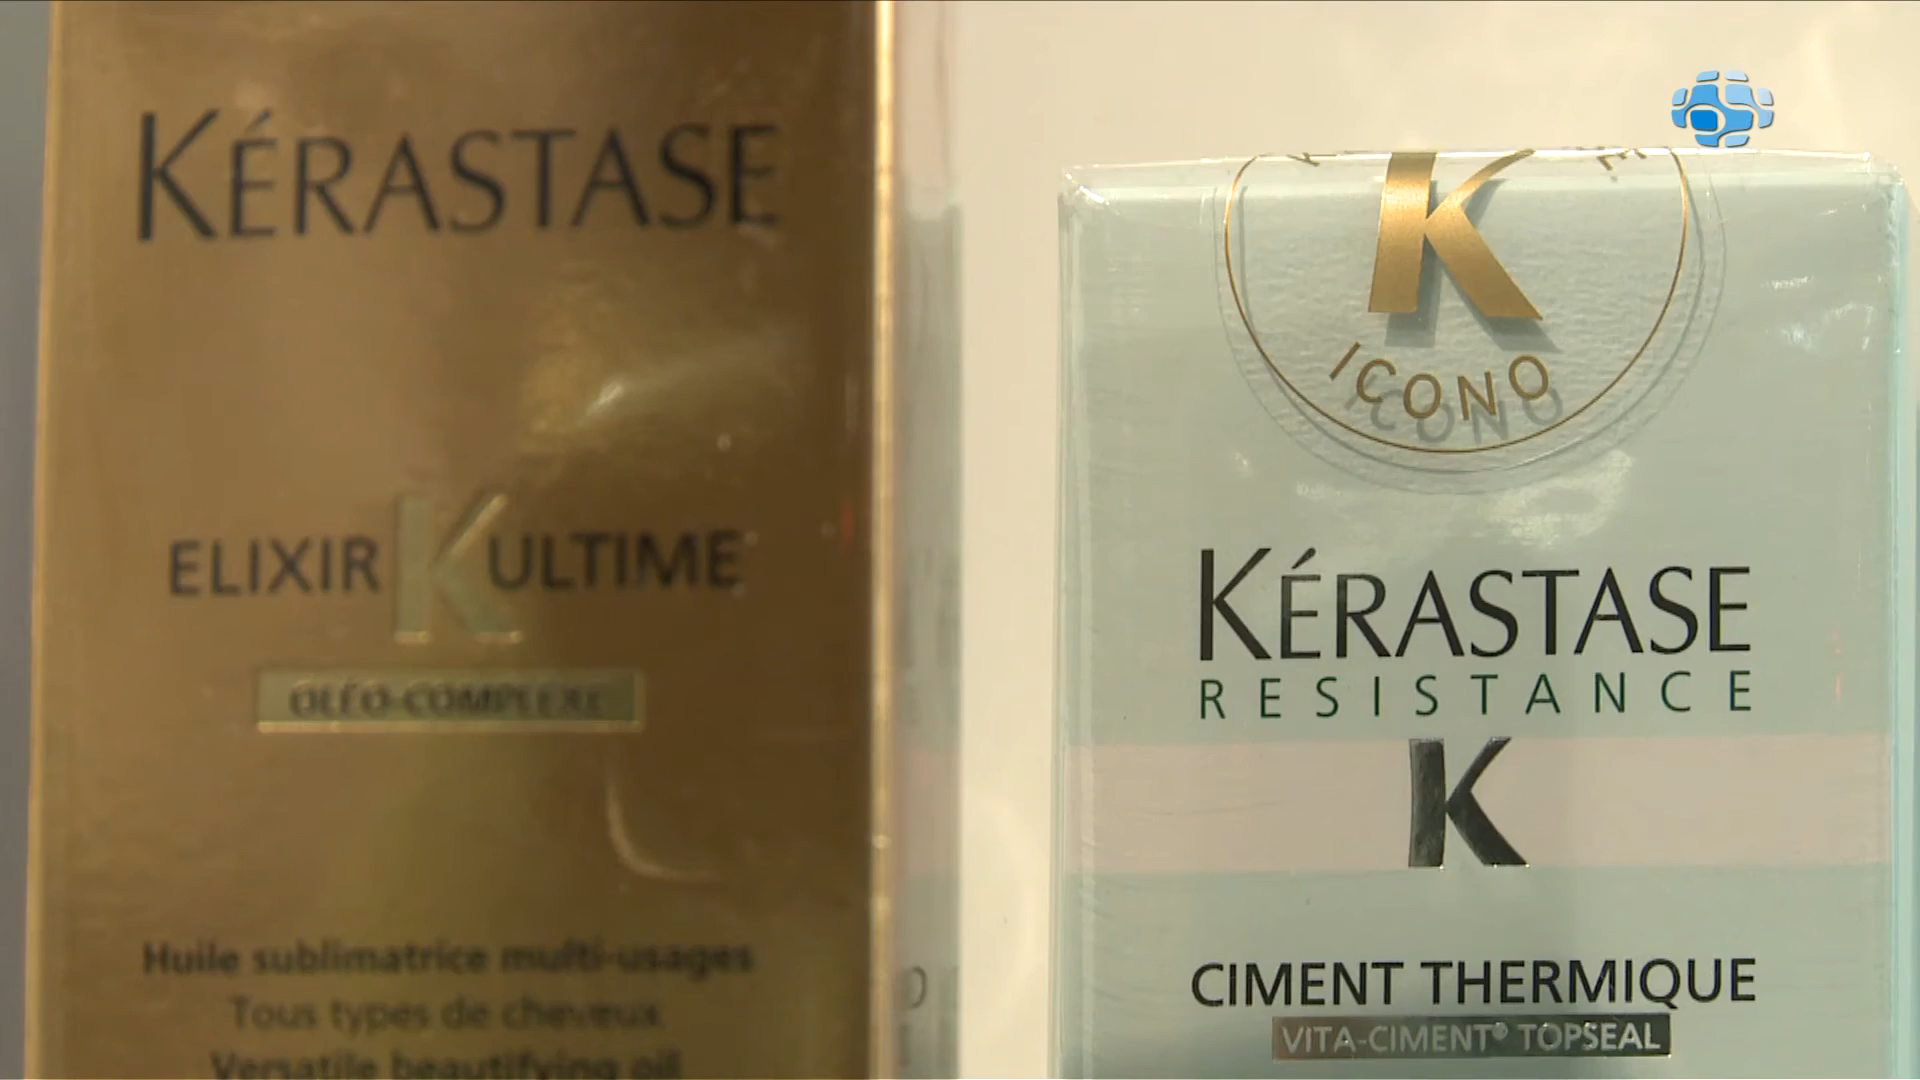 KÉRASTASE
ELIXIR K ULTIME
OLÉO-COMPLEXE
Huile sublimatrice multi-usages
Tous types de cheveux
Versatile beautifying oil
K
ICONO
KÉRASTASE
RESISTANCE
K
CIMENT THERMIQUE
VITA-CIMENT® TOPSEAL